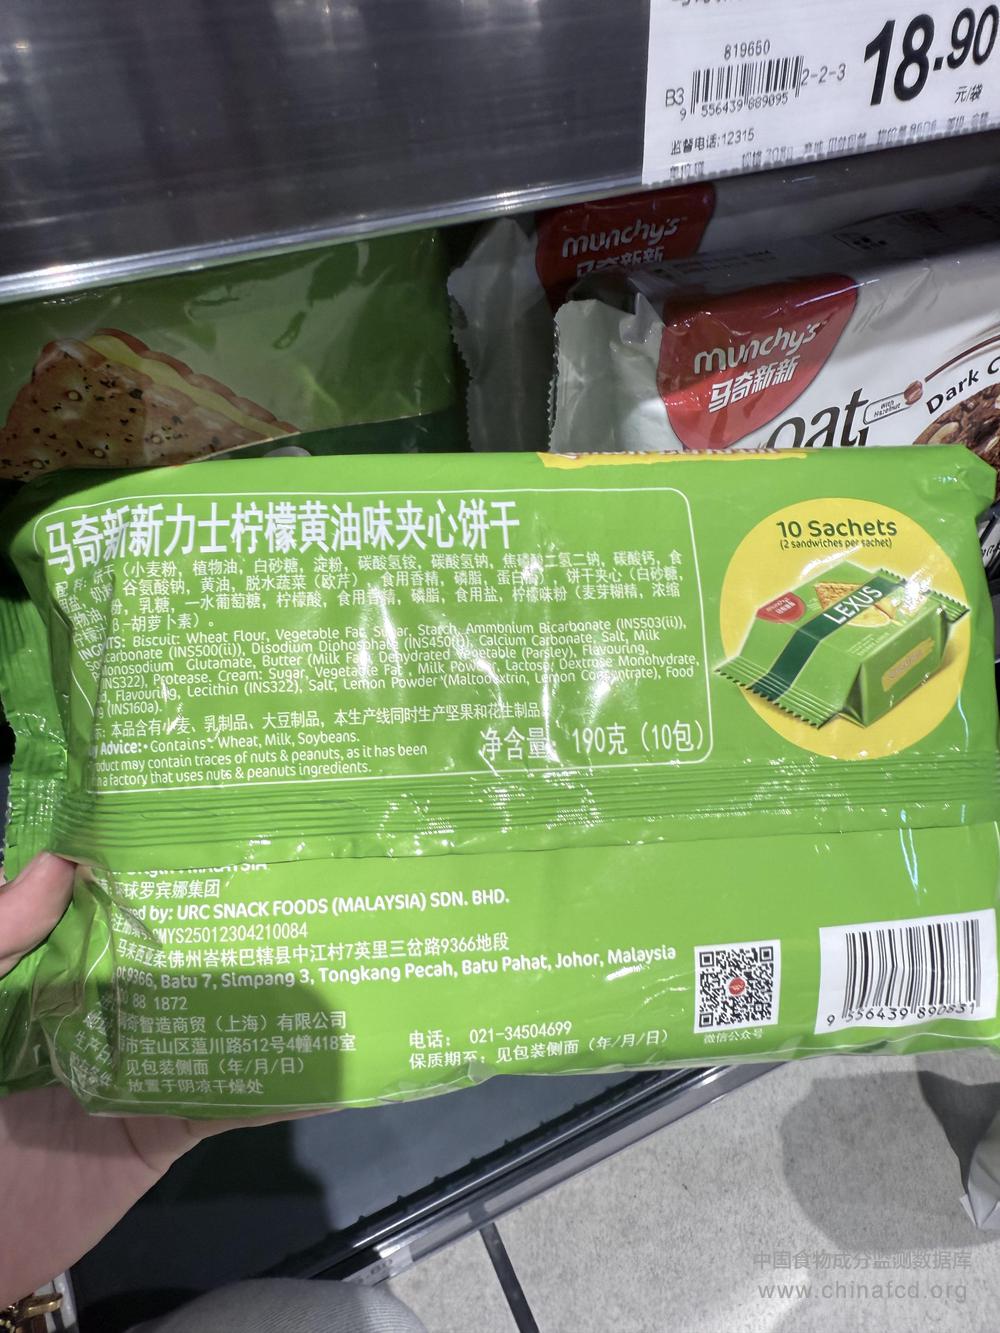 819660
B3
2-2-3
9 556439 889095
18.90
元/袋
监督电话:12315
munchy's
马奇新新
munchy's
马奇新新
oat
with Hazelnut
Dark C
马奇新新力士柠檬黄油味夹心饼干
（小麦粉，植物油，白砂糖，淀粉，碳酸氢铵，碳酸氢钠，焦磷酸二氢二钠，碳酸钙，食
谷氨酸钠，黄油，脱水蔬菜（欧芹），食用香精，磷脂，蛋白酶），饼干夹心（白砂糖，
粉，乳糖，一水葡萄糖，柠檬酸，食用香精，磷脂，食用盐，柠檬味粉（麦芽糊精，浓缩
β-胡萝卜素）。
TS: Biscuit: Wheat Flour, Vegetable Fat, Sugar, Starch, Ammonium Bicarbonate (INS503(ii)),
carbonate (INS500(ii)), Disodium Diphosphate (INS450(i)), Calcium Carbonate, Salt, Milk
Monosodium Glutamate, Butter (Milk Fat), Dehydrated Vegetable (Parsley), Flavouring,
(INS322), Protease. Cream: Sugar, Vegetable Fat, Milk Powder, Lactose, Dextrose Monohydrate,
Flavouring, Lecithin (INS322), Salt, Lemon Powder (Maltodextrin, Lemon Concentrate), Food
(INS160a).
本品含有小麦、乳制品、大豆制品，本生产线同时生产坚果和花生制品
y Advice: • Contains Wheat, Milk, Soybeans.
oduct may contain traces of nuts & peanuts, as it has been
n a factory that uses nuts & peanuts ingredients.
净含量：190克（10包）
10 Sachets
(2 sandwiches per sachet)
LEXUS
MALAYSIA
环球罗宾娜集团
ed by: URC SNACK FOODS (MALAYSIA) SDN. BHD.
MYS25012304210084
马来西亚柔佛州峇株巴辖县中江村7英里三岔路9366地段
ot 9366, Batu 7, Simpang 3, Tongkang Pecah, Batu Pahat, Johor, Malaysia
88 1872
奇智造商贸（上海）有限公司
市宝山区蕰川路512号4幢418室
电话： 021-34504699
见包装侧面（年/月/日）
保质期至：见包装侧面（年/月/日）
放置于阴凉干燥处
微信公众号
9 556439 890831
中国食物成分监测数据库
www.chinafcd.org